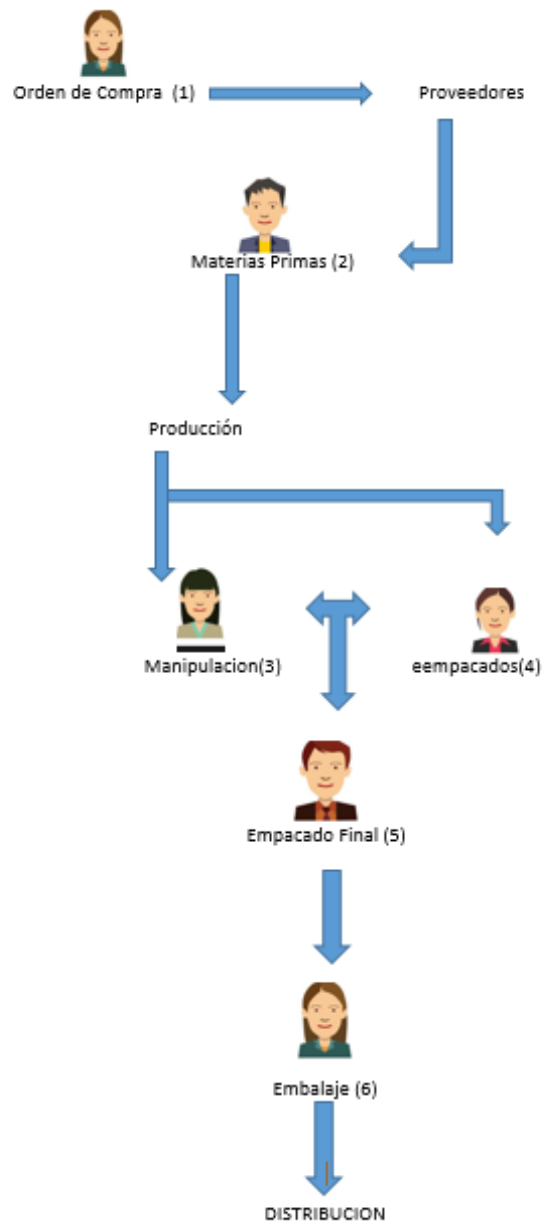 Orden de Compra (1)
Proveedores
Materias Primas (2)
Producción
Manipulacion(3)
eempacados(4)
Empacado Final (5)
Embalaje (6)
DISTRIBUCION